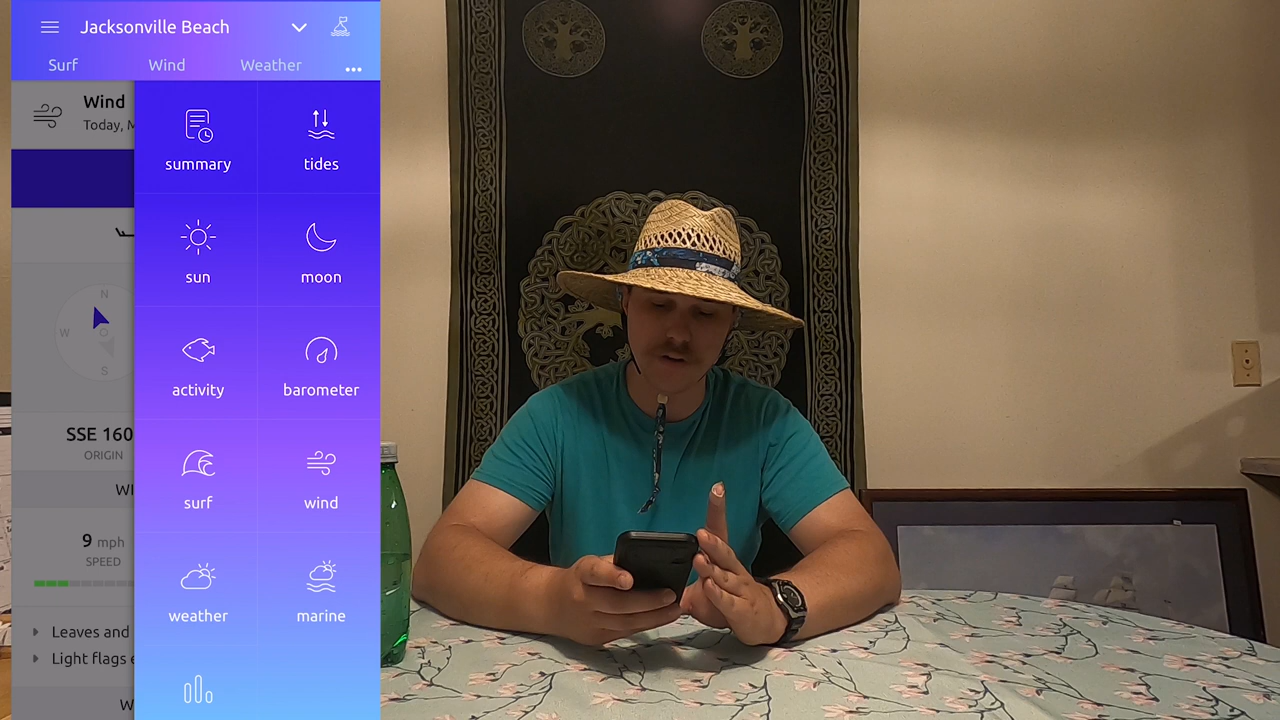 Jacksonville Beach
Surf Wind Weather ...
Wind
Today, M
summary tides
sun moon
N
W
S
activity barometer
SSE 160
ORIGIN
WI
surf wind
9 mph
SPEED
weather marine
Leaves and
Light flags e
W